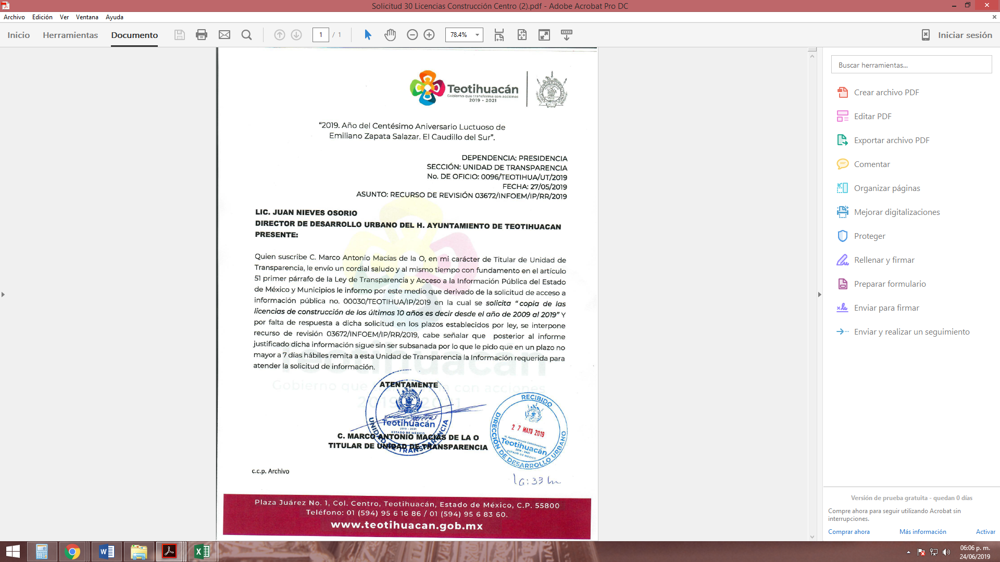 Solicitud 30 Licencias Construcción Centro (2).pdf - Adobe Acrobat Pro DC
Archivo Edición Ver Ventana Ayuda
Inicio Herramientas Documento 1 / 1 78.4% Iniciar sesión
Teotihuacán
Gobierno que transforma con acciones
2019 - 2021
“2019. Año del Centésimo Aniversario Luctuoso de
Emiliano Zapata Salazar. El Caudillo del Sur”.
DEPENDENCIA: PRESIDENCIA
SECCIÓN: UNIDAD DE TRANSPARENCIA
No. DE OFICIO: 0096/TEOTIHUA/UT/2019
FECHA: 27/05/2019
ASUNTO: RECURSO DE REVISIÓN 03672/INFOEM/IP/RR/2019
LIC. JUAN NIEVES OSORIO
DIRECTOR DE DESARROLLO URBANO DEL H. AYUNTAMIENTO DE TEOTIHUACAN
PRESENTE:
Quien suscribe C. Marco Antonio Macías de la O, en mi carácter de Titular de Unidad de
Transparencia, le envío un cordial saludo y al mismo tiempo con fundamento en el artículo
51 primer párrafo de la Ley de Transparencia y Acceso a la Información Pública del Estado
de México y Municipios le informo por este medio que derivado de la solicitud de acceso a
información pública no. 00030/TEOTIHUA/IP/2019 en la cual se solicita “copia de las
licencias de construcción de los últimos 10 años es decir desde el año de 2009 al 2019” Y
por falta de respuesta a dicha solicitud en los plazos establecidos por ley, se interpone
recurso de revisión 03672/INFOEM/IP/RR/2019, cabe señalar que posterior al informe
justificado dicha información sigue sin ser subsanada por lo que le pido que en un plazo no
mayor a 7 días hábiles remita a esta Unidad de Transparencia la Información requerida para
atender la solicitud de información.
Teotihuacán
Gobierno que transforma con acciones
2019 - 2021
ATENTAMENTE
H. Ayuntamiento Constitucional
Teotihuacán
2019 - 2021
ESTADO DE MÉXICO
UNIDAD DE TRANSPARENCIA
C. MARCO ANTONIO MACÍAS DE LA O
TITULAR DE UNIDAD DE TRANSPARENCIA
RECIBIDO
27 MAYO 2019
H. Ayuntamiento Constitucional
Teotihuacán
2019 - 2021
ESTADO DE MÉXICO
DIRECCIÓN DE DESARROLLO URBANO
16:33 hr
c.c.p. Archivo
Plaza Juárez No. 1, Col. Centro, Teotihuacán, Estado de México, C.P. 55800
Teléfono: 01 (594) 95 6 16 86 / 01 (594) 95 6 83 60.
www.teotihuacan.gob.mx
Buscar herramientas...
Crear archivo PDF
Editar PDF
Exportar archivo PDF
Comentar
Organizar páginas
Mejorar digitalizaciones
Proteger
Rellenar y firmar
Preparar formulario
Enviar para firmar
Enviar y realizar un seguimiento
Versión de prueba gratuita - quedan 0 días
Compre ahora para seguir utilizando Acrobat sin
interrupciones.
Comprar ahora Más información Activar
06:06 p. m.
24/06/2019